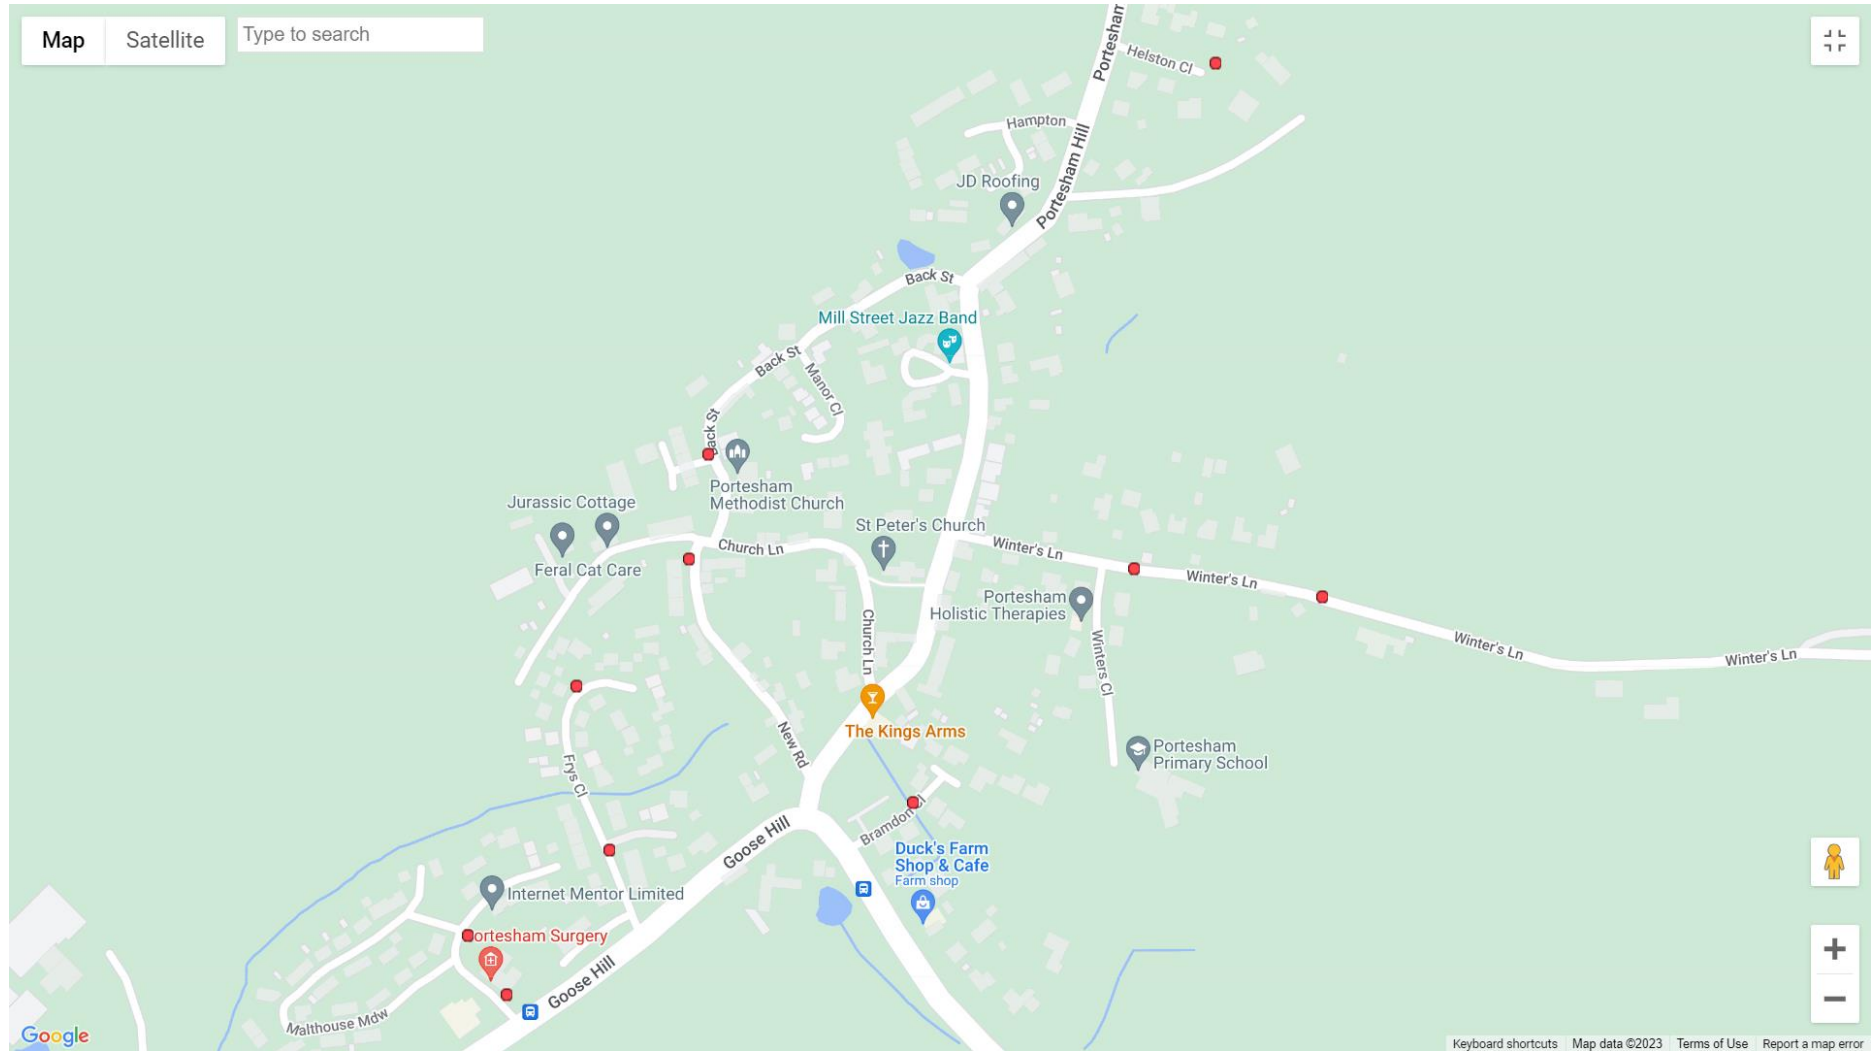 Map
Satellite
Type to search
Portesham
Helston Cl
Hampton
Portesham Hill
JD Roofing
Portesham Hill
Back St
Mill Street Jazz Band
Back St
Manor Cl
Back St
Portesham
Methodist Church
Jurassic Cottage
St Peter's Church
Church Ln
Winter's Ln
Feral Cat Care
Winter's Ln
Portesham
Holistic Therapies
Church Ln
Winters Cl
Winter's Ln
Winter's Ln
The Kings Arms
New Rd
Portesham
Primary School
Frys Cl
Bramdon Cl
Goose Hill
Duck's Farm
Shop & Cafe
Farm shop
Internet Mentor Limited
Portesham Surgery
Goose Hill
Malthouse Mdw
Google
Keyboard shortcuts
Map data ©2023
Terms of Use
Report a map error